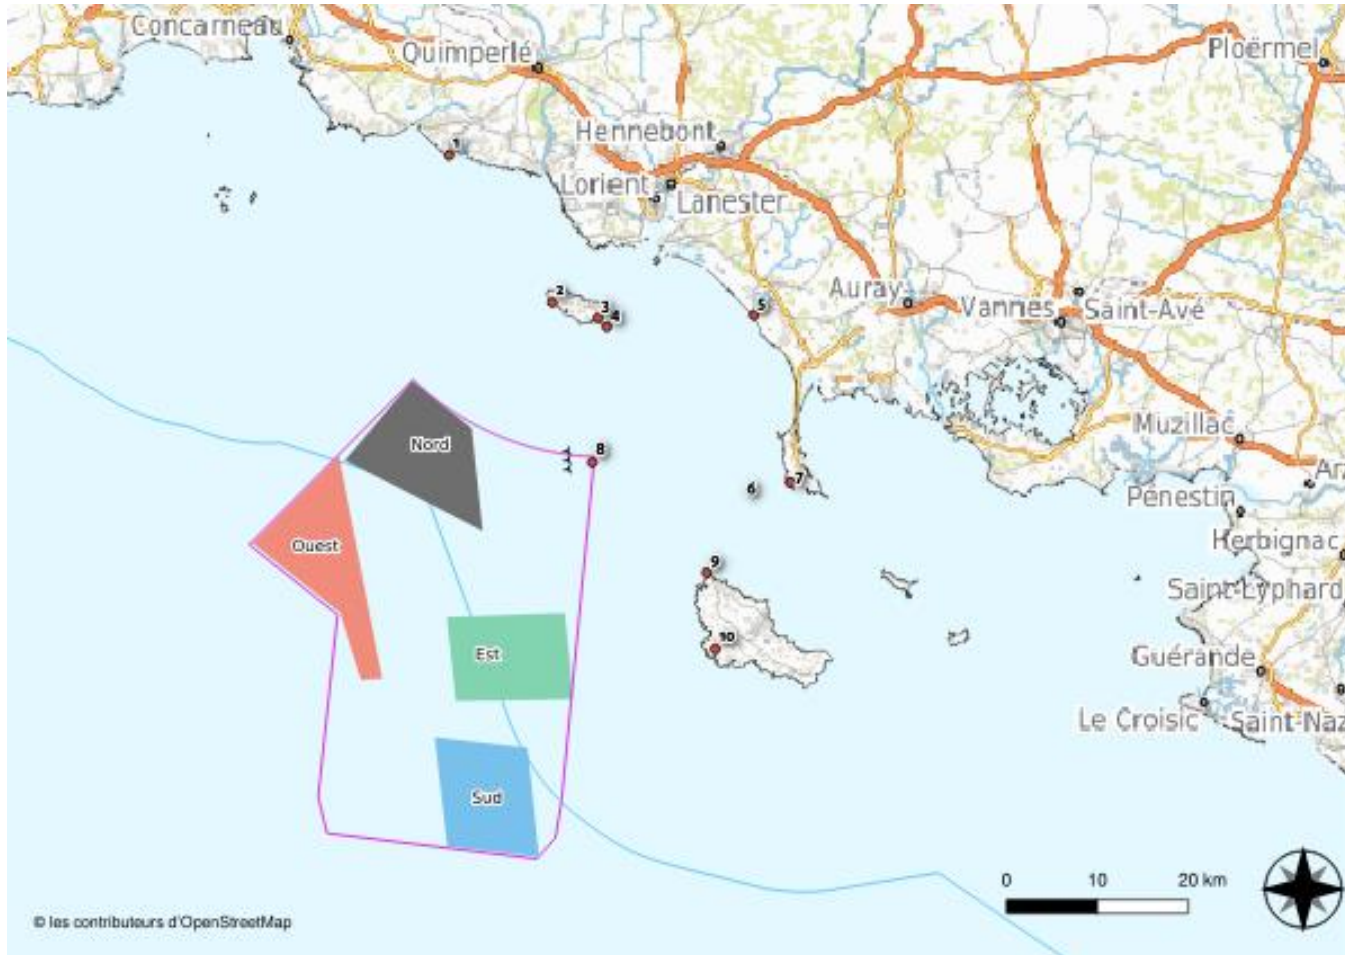 Concarneau
Quimperlé
Ploërmel
Hennebont
1
Lorient
Lanester
2
3
4
5
Auray
Vannes
Saint-Avé
Nord
8
Muzillac
6
7
Pénestin
Ouest
Herbignac
9
Saint-Lyphard
10
Est
Guérande
Le Croisic
Saint-Naz
Sud
0 10 20 km
© les contributeurs d'OpenStreetMap